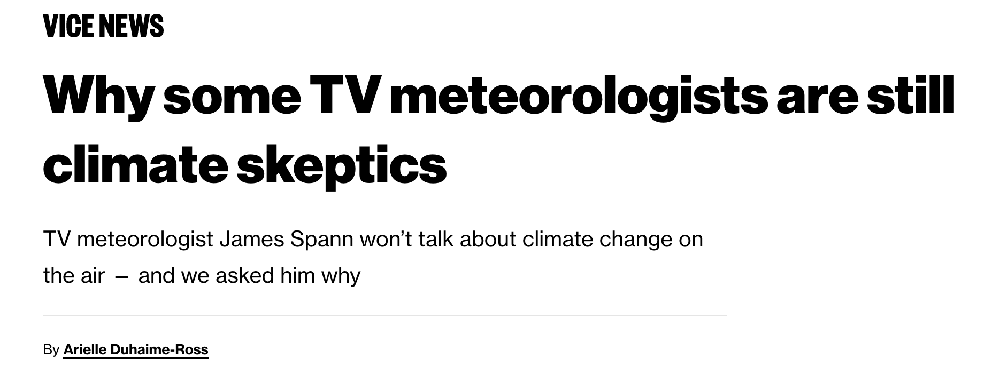 VICE NEWS
Why some TV meteorologists are still
climate skeptics
TV meteorologist James Spann won’t talk about climate change on
the air — and we asked him why
By Arielle Duhaime-Ross